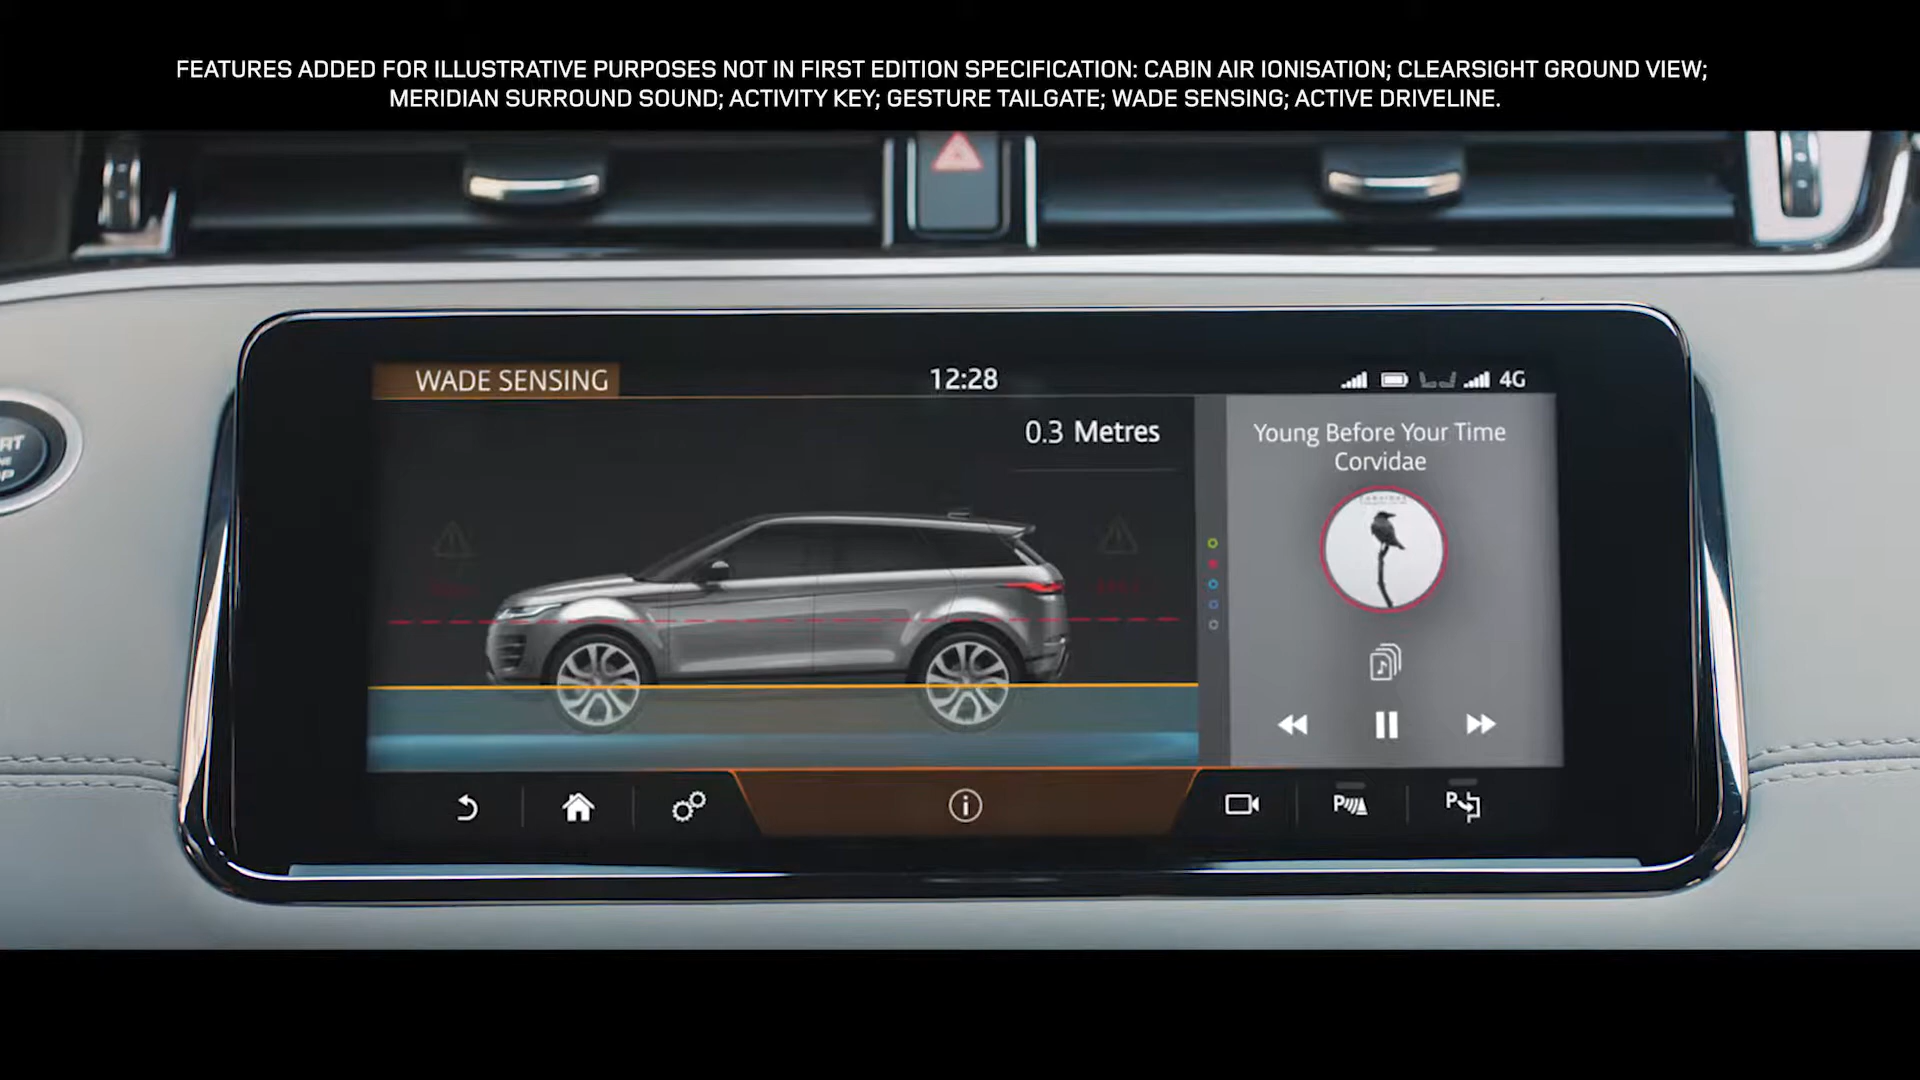 FEATURES ADDED FOR ILLUSTRATIVE PURPOSES NOT IN FIRST EDITION SPECIFICATION: CABIN AIR IONISATION; CLEARSIGHT GROUND VIEW;
MERIDIAN SURROUND SOUND; ACTIVITY KEY; GESTURE TAILGATE; WADE SENSING; ACTIVE DRIVELINE.
WADE SENSING
12:28
4G
0.3 Metres
Young Before Your Time
Corvidae